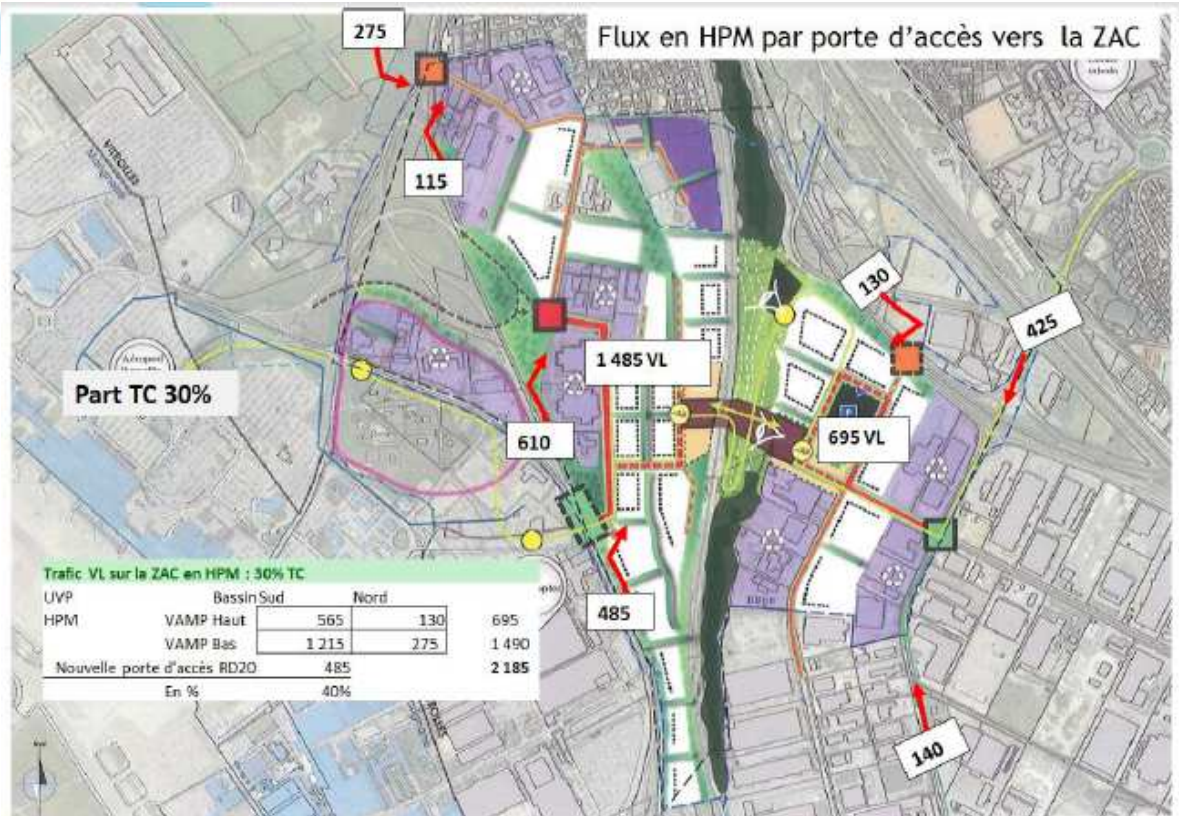 Flux en HPM par porte d'accès vers la ZAC
275
115
VITROLLES
130
425
Aéroport
1 485 VL
Part TC 30%
610
695 VL
P
485
140
Trafic VL sur la ZAC en HPM : 30% TC
UVP Bassin Sud Nord
HPM VAMP Haut 565 130 695
VAMP Bas 1 215 275 1 490
Nouvelle porte d'accès RD20 485 2 185
En % 40%